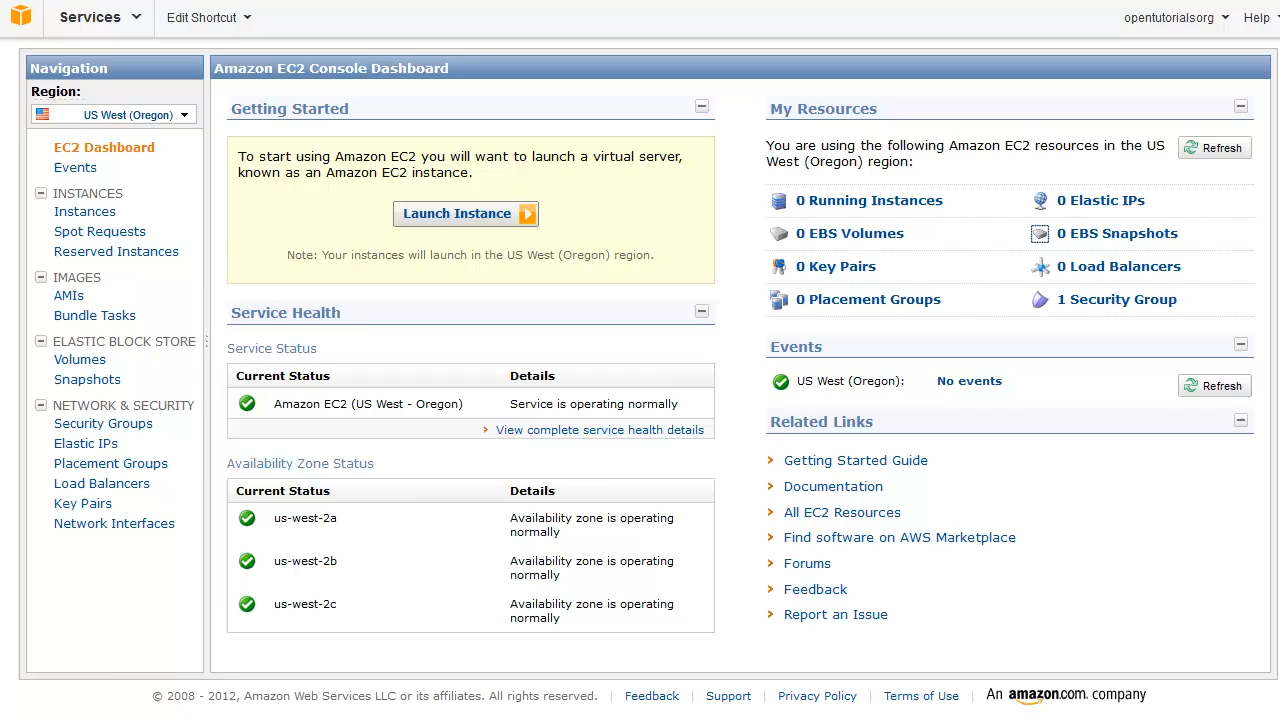 Services Edit Shortcut opentutorialsorg Help
Navigation
Region:
US West (Oregon)
EC2 Dashboard
Events
INSTANCES
Instances
Spot Requests
Reserved Instances
IMAGES
AMIs
Bundle Tasks
ELASTIC BLOCK STORE
Volumes
Snapshots
NETWORK & SECURITY
Security Groups
Elastic IPs
Placement Groups
Load Balancers
Key Pairs
Network Interfaces
Amazon EC2 Console Dashboard
Getting Started
To start using Amazon EC2 you will want to launch a virtual server,
known as an Amazon EC2 instance.
Launch Instance
Note: Your instances will launch in the US West (Oregon) region.
Service Health
Service Status
Current Status Details
Amazon EC2 (US West - Oregon) Service is operating normally
View complete service health details
Availability Zone Status
Current Status Details
us-west-2a Availability zone is operating
normally
us-west-2b Availability zone is operating
normally
us-west-2c Availability zone is operating
normally
My Resources
You are using the following Amazon EC2 resources in the US
West (Oregon) region:
Refresh
0 Running Instances 0 Elastic IPs
0 EBS Volumes 0 EBS Snapshots
0 Key Pairs 0 Load Balancers
0 Placement Groups 1 Security Group
Events
US West (Oregon): No events Refresh
Related Links
Getting Started Guide
Documentation
All EC2 Resources
Find software on AWS Marketplace
Forums
Feedback
Report an Issue
© 2008 - 2012, Amazon Web Services LLC or its affiliates. All rights reserved. | Feedback | Support | Privacy Policy | Terms of Use | An amazon.com. company